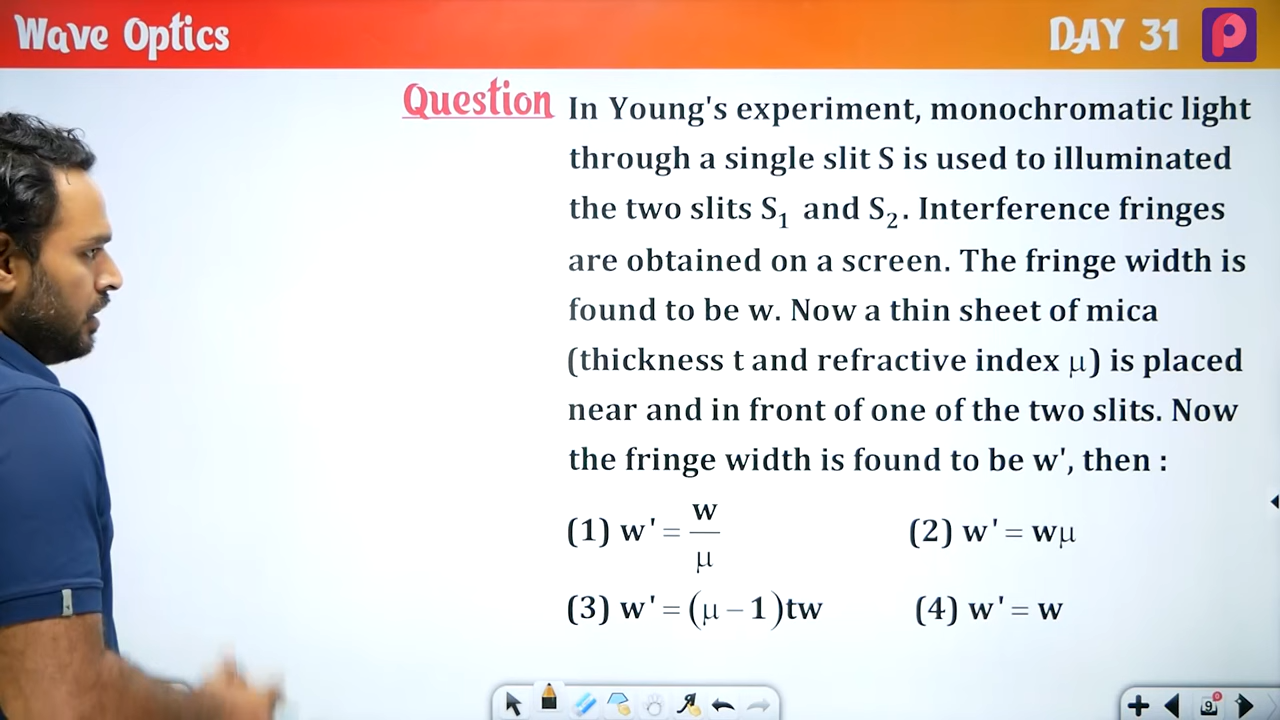 Wave Optics
DAY 31
Question
In Young's experiment, monochromatic light
through a single slit S is used to illuminated
the two slits S₁ and S₂. Interference fringes
are obtained on a screen. The fringe width is
found to be w. Now a thin sheet of mica
(thickness t and refractive index μ) is placed
near and in front of one of the two slits. Now
the fringe width is found to be w', then :
(1) w' = w/μ
(2) w' = wμ
(3) w' = (μ − 1)tw
(4) w' = w
9